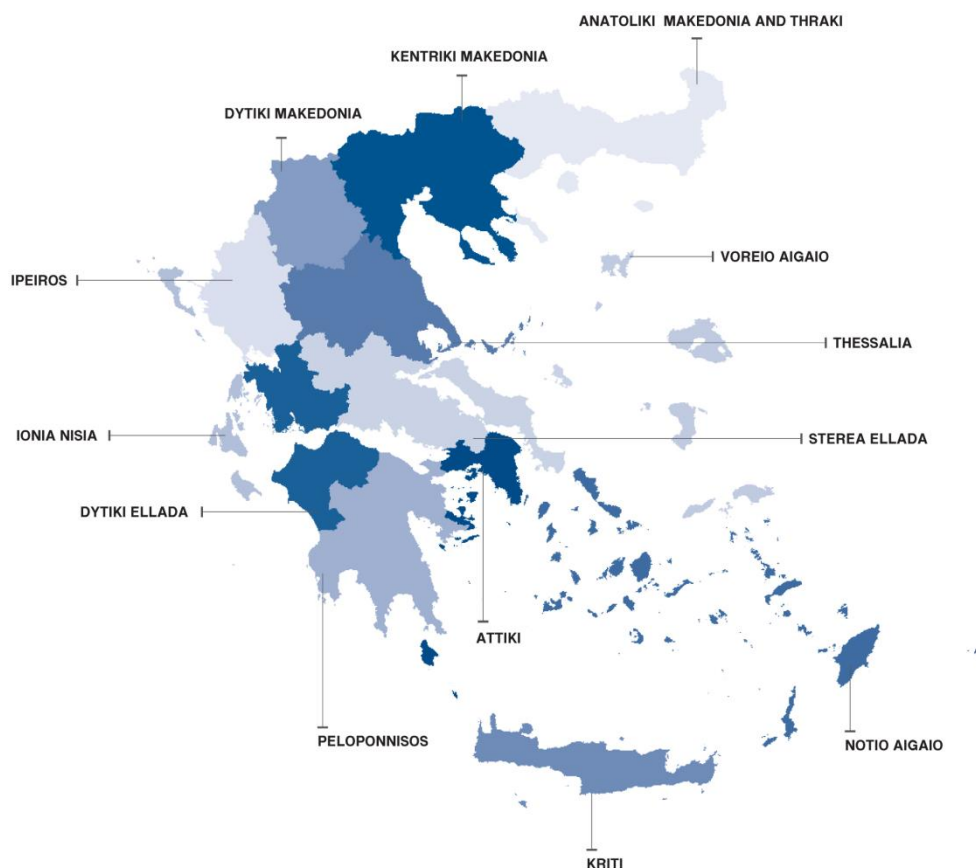 ANATOLIKI MAKEDONIA AND THRAKI
KENTRIKI MAKEDONIA
DYTIKI MAKEDONIA
VOREIO AIGAIO
IPEIROS
THESSALIA
IONIA NISIA
STEREA ELLADA
DYTIKI ELLADA
ATTIKI
PELOPONNISOS
NOTIO AIGAIO
KRITI